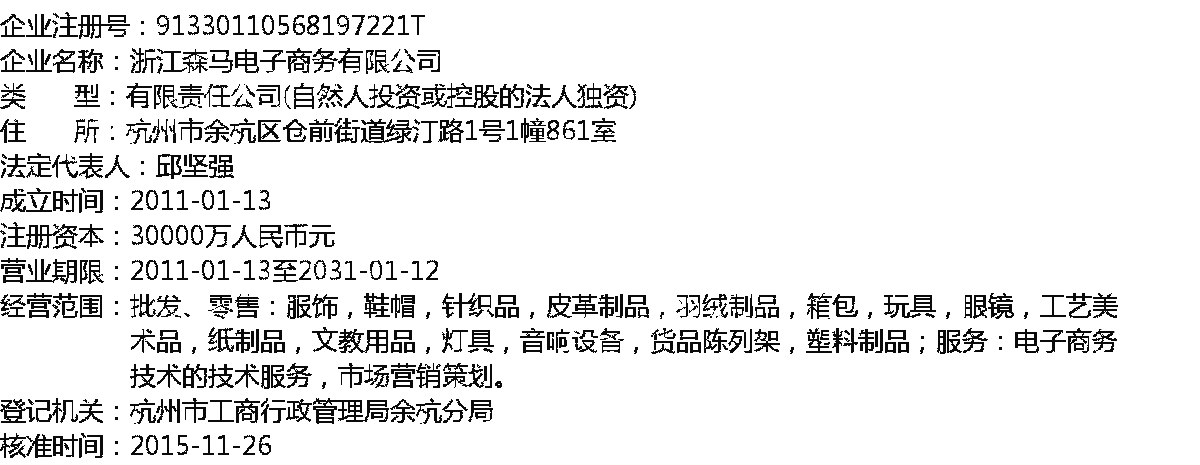 企业注册号：91330110568197221T
企业名称：浙江森马电子商务有限公司
类　　型：有限责任公司(自然人投资或控股的法人独资)
住　　所：杭州市余杭区仓前街道绿汀路1号1幢861室
法定代表人：邱坚强
成立时间：2011-01-13
注册资本：30000万人民币元
营业期限：2011-01-13至2031-01-12
经营范围：批发、零售：服饰，鞋帽，针织品，皮革制品，羽绒制品，箱包，玩具，眼镜，工艺美
术品，纸制品，文教用品，灯具，音响设备，货品陈列架，塑料制品；服务：电子商务
技术的技术服务，市场营销策划。
登记机关：杭州市工商行政管理局余杭分局
核准时间：2015-11-26